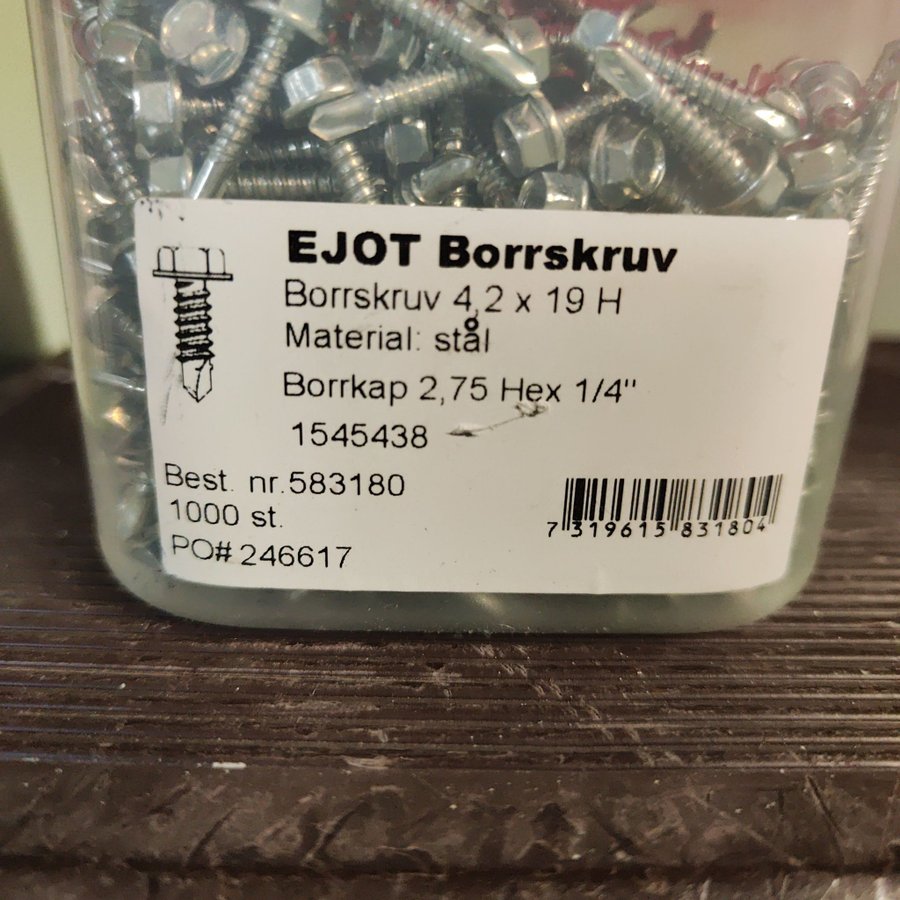 EJOT Borrskruv
Borrskruv 4,2 x 19 H
Material: stål
Borrkap 2,75 Hex 1/4"
1545438
Best. nr.583180
1000 st.
PO# 246617
7 319615 831804